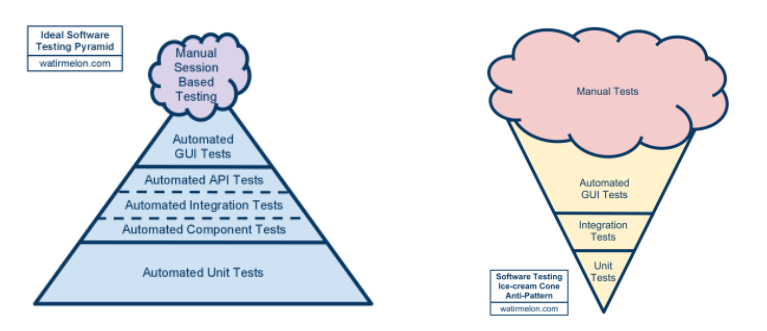 Ideal Software
Testing Pyramid
watirmelon.com
Manual
Session
Based
Testing
Automated
GUI Tests
Automated API Tests
Automated Integration Tests
Automated Component Tests
Automated Unit Tests
Manual Tests
Automated
GUI Tests
Integration
Tests
Unit
Tests
Software Testing
Ice-cream Cone
Anti-Pattern
watirmelon.com